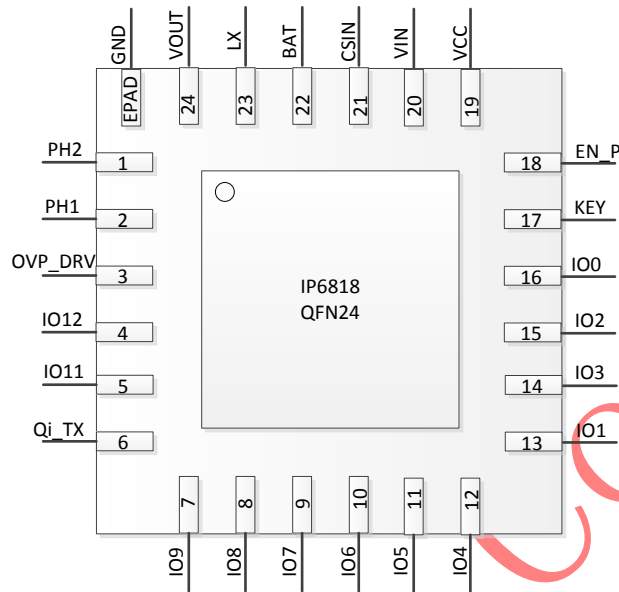 GND
VOUT
LX
BAT
CSIN
VIN
VCC
EPAD
24
23
22
21
20
19
PH2
1
18
EN_P
PH1
2
17
KEY
OVP_DRV
3
16
IO0
IP6818
QFN24
IO12
4
15
IO2
IO11
5
14
IO3
Qi_TX
6
13
IO1
7
8
9
10
11
12
IO9
IO8
IO7
IO6
IO5
IO4